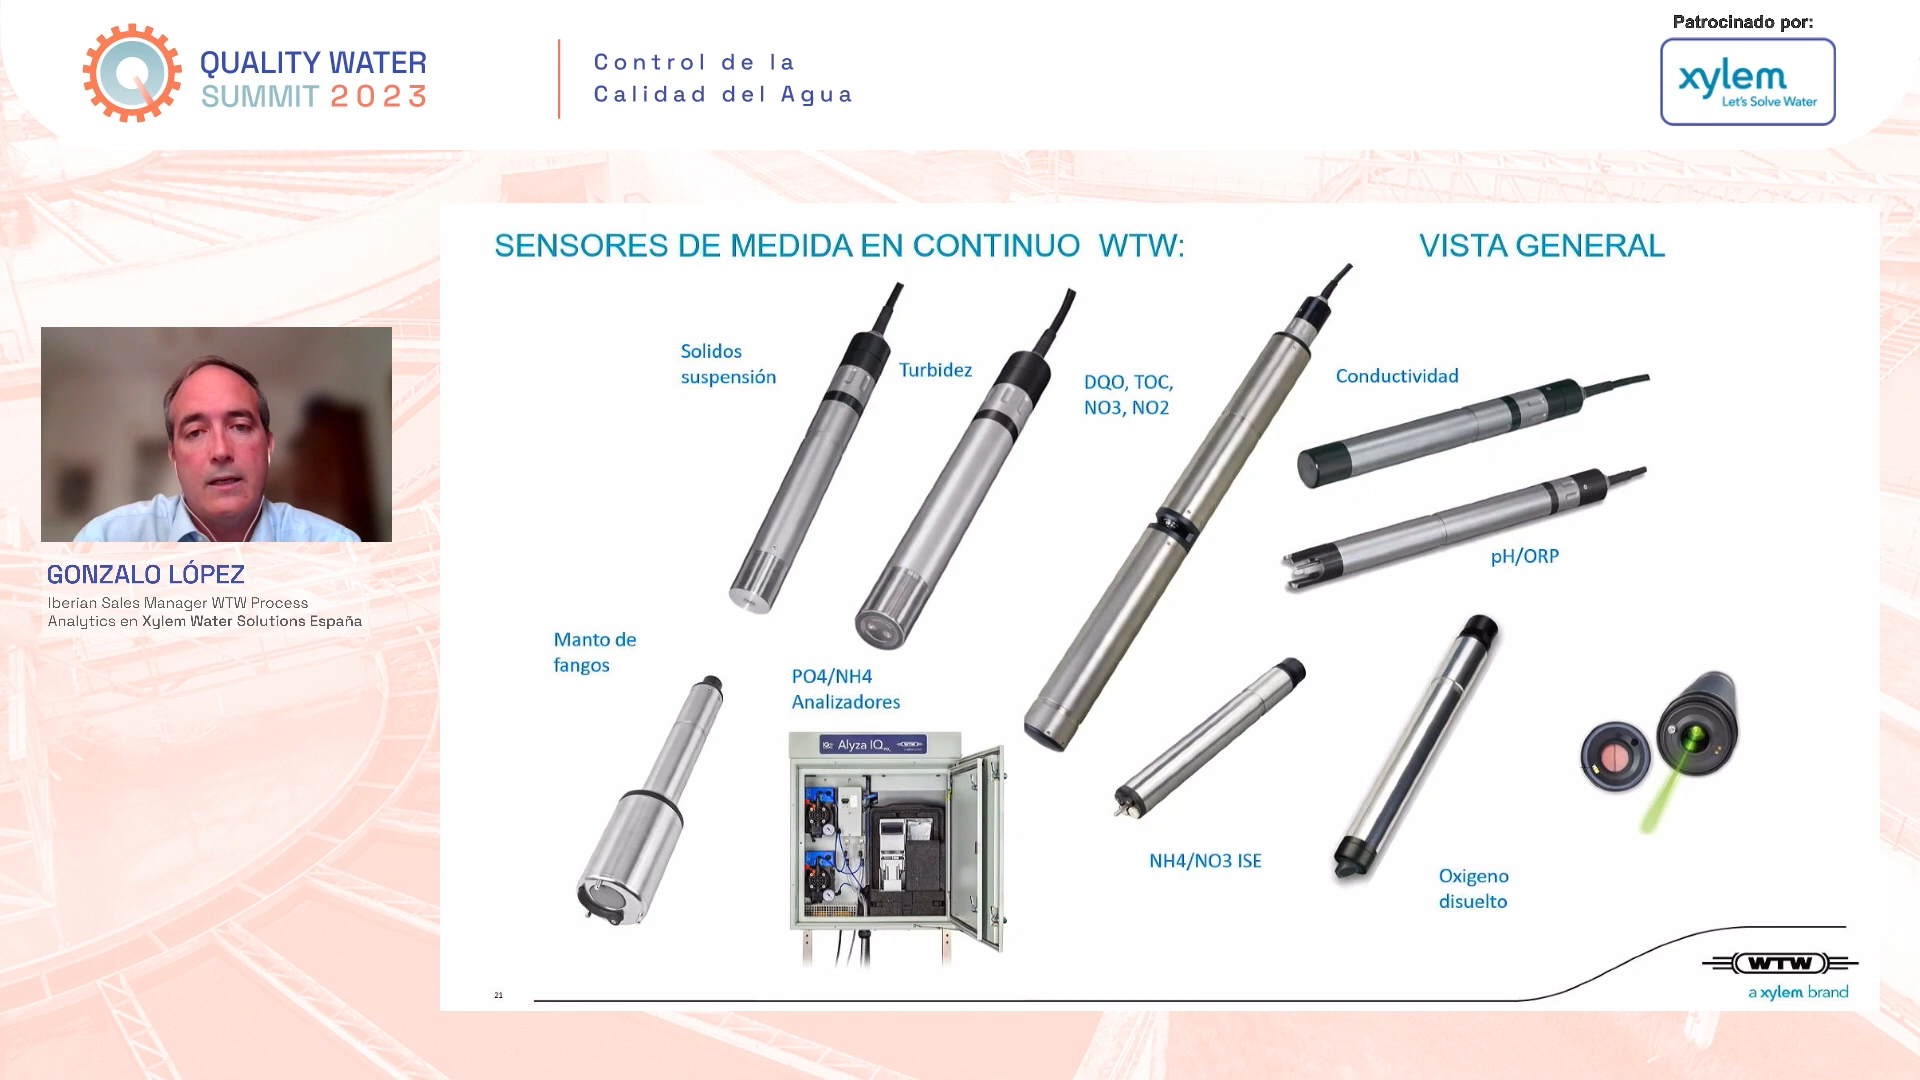 QUALITY WATER
SUMMIT 2023
Control de la
Calidad del Agua
Patrocinado por:
xylem
Let's Solve Water
SENSORES DE MEDIDA EN CONTINUO WTW:
VISTA GENERAL
Solidos
suspensión
Turbidez
DQO, TOC,
NO3, NO2
Conductividad
pH/ORP
GONZALO LÓPEZ
Iberian Sales Manager WTW Process
Analytics en Xylem Water Solutions España
Manto de
fangos
PO4/NH4
Analizadores
Alyza IQ
NH4/NO3 ISE
Oxigeno
disuelto
21
WTW
a xylem brand